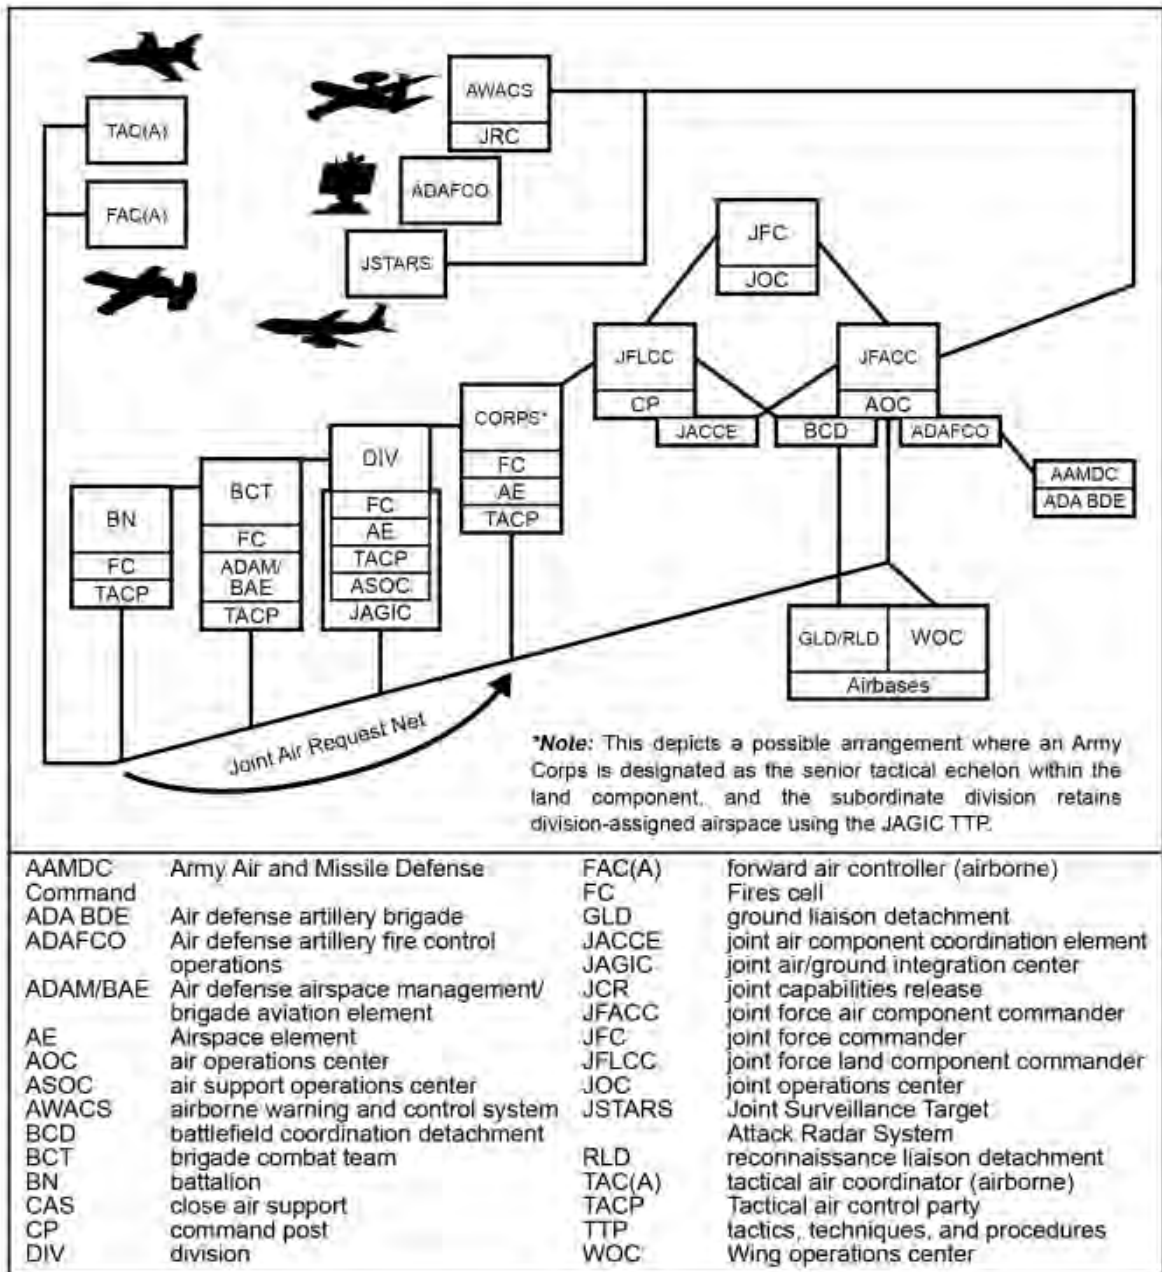 TAC(A)
FAC(A)
AWACS
JRC
ADAFCO
JSTARS
JFC
JOC
JFLCC
CP
JACCE
JFACC
AOC
BCD
ADAFCO
AAMDC
ADA BDE
CORPS*
FC
AE
TACP
DIV
FC
AE
TACP
ASOC
JAGIC
BCT
FC
ADAM/
BAE
TACP
BN
FC
TACP
GLD/RLD
WOC
Airbases
Joint Air Request Net
*Note: This depicts a possible arrangement where an Army
Corps is designated as the senior tactical echelon within the
land component, and the subordinate division retains
division-assigned airspace using the JAGIC TTP.
AAMDC Army Air and Missile Defense
Command
ADA BDE Air defense artillery brigade
ADAFCO Air defense artillery fire control
operations
ADAM/BAE Air defense airspace management/
brigade aviation element
AE Airspace element
AOC air operations center
ASOC air support operations center
AWACS airborne warning and control system
BCD battlefield coordination detachment
BCT brigade combat team
BN battalion
CAS close air support
CP command post
DIV division
FAC(A) forward air controller (airborne)
FC Fires cell
GLD ground liaison detachment
JACCE joint air component coordination element
JAGIC joint air/ground integration center
JCR joint capabilities release
JFACC joint force air component commander
JFC joint force commander
JFLCC joint force land component commander
JOC joint operations center
JSTARS Joint Surveillance Target
Attack Radar System
RLD reconnaissance liaison detachment
TAC(A) tactical air coordinator (airborne)
TACP Tactical air control party
TTP tactics, techniques, and procedures
WOC Wing operations center